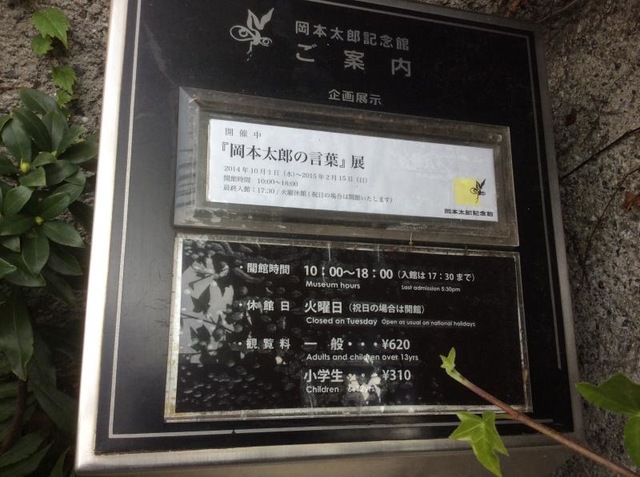 岡本太郎記念館
ご案内
企画展示
開催中
『岡本太郎の言葉』展
2014年10月1日（水）～2015年2月15日（日）
開館時間 10:00～18:00
最終入館：17:30/火曜休館（祝日の場合は開館いたします）
岡本太郎記念館
・開館時間 10：00～18：00（入館は17：30まで）
Museum hours Last admission 5:30pm
・休館日 火曜日（祝日の場合は開館）
Closed on Tuesday Open as usual on national holidays
・観覧料 一般・・・¥620
Adults and children over 13yrs
小学生・・・¥310
Children